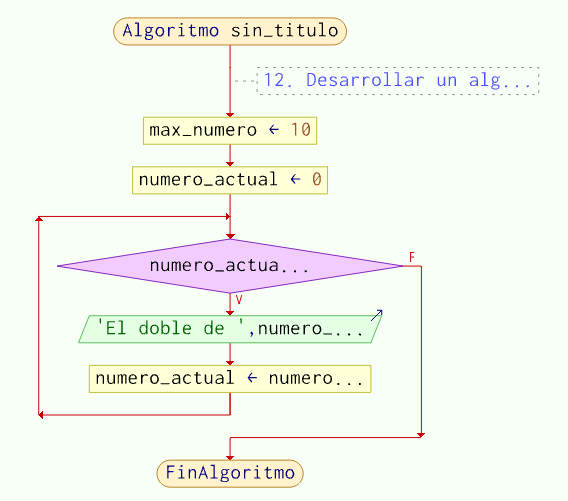 Algoritmo sin_titulo
12. Desarrollar un alg...
max_numero ← 10
numero_actual ← 0
numero_actua...
F
V
'El doble de ',numero_...
numero_actual ← numero...
FinAlgoritmo